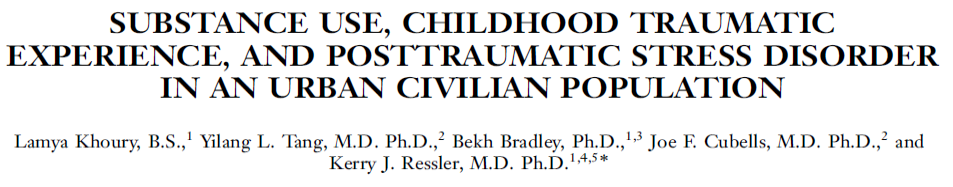 SUBSTANCE USE, CHILDHOOD TRAUMATIC
EXPERIENCE, AND POSTTRAUMATIC STRESS DISORDER
IN AN URBAN CIVILIAN POPULATION
Lamya Khoury, B.S.,¹ Yilang L. Tang, M.D. Ph.D.,² Bekh Bradley, Ph.D.,¹,³ Joe F. Cubells, M.D. Ph.D.,² and
Kerry J. Ressler, M.D. Ph.D.¹,⁴,⁵*